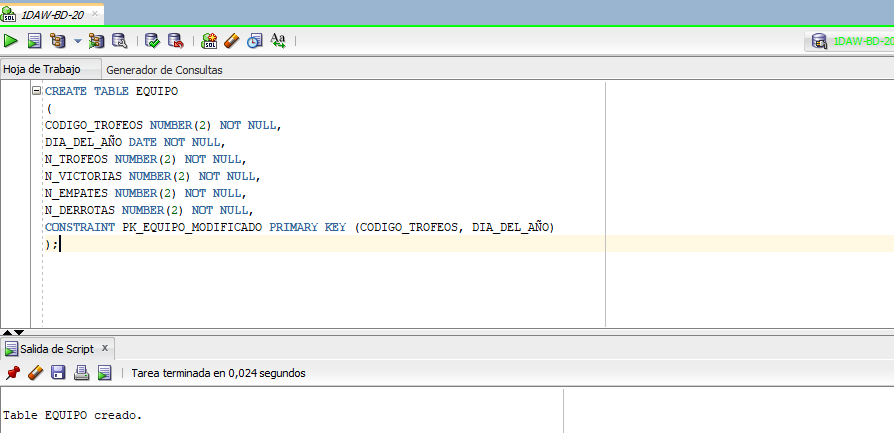 1DAW-BD-20
1DAW-BD-20
Hoja de Trabajo
Generador de Consultas
CREATE TABLE EQUIPO
(
CODIGO_TROFEOS NUMBER(2) NOT NULL,
DIA_DEL_AÑO DATE NOT NULL,
N_TROFEOS NUMBER(2) NOT NULL,
N_VICTORIAS NUMBER(2) NOT NULL,
N_EMPATES NUMBER(2) NOT NULL,
N_DERROTAS NUMBER(2) NOT NULL,
CONSTRAINT PK_EQUIPO_MODIFICADO PRIMARY KEY (CODIGO_TROFEOS, DIA_DEL_AÑO)
);
Salida de Script x
Tarea terminada en 0,024 segundos
Table EQUIPO creado.